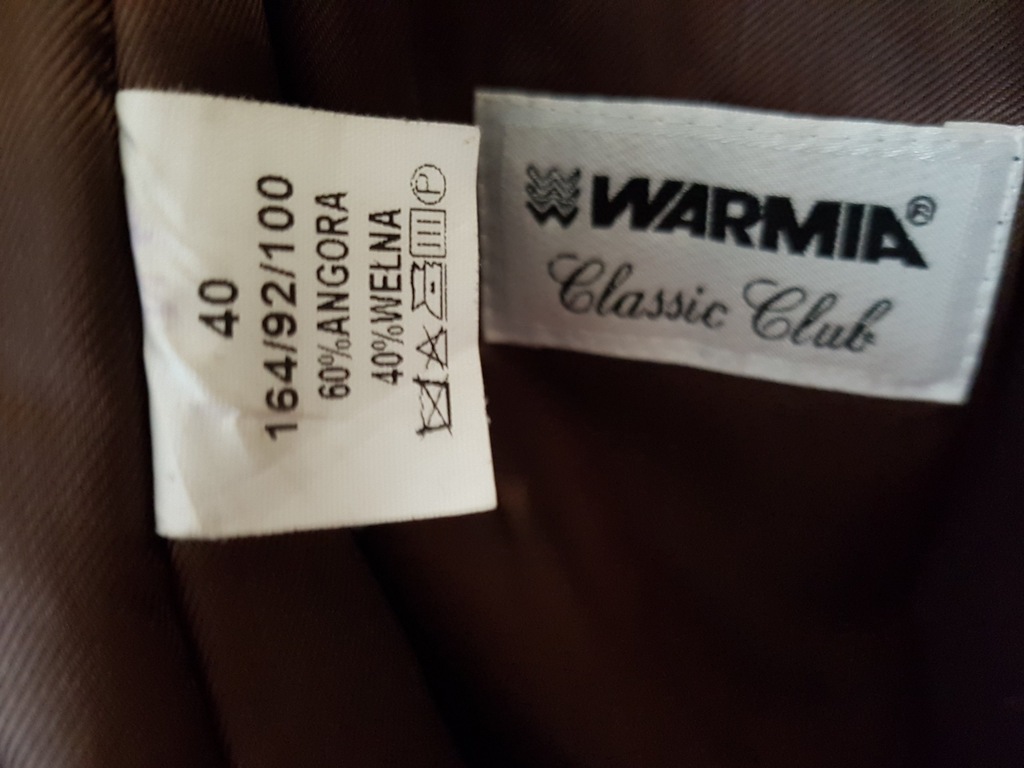 40
164/92/100
60%ANGORA
40%WEŁNA
P
WARMIA®
Classic Club